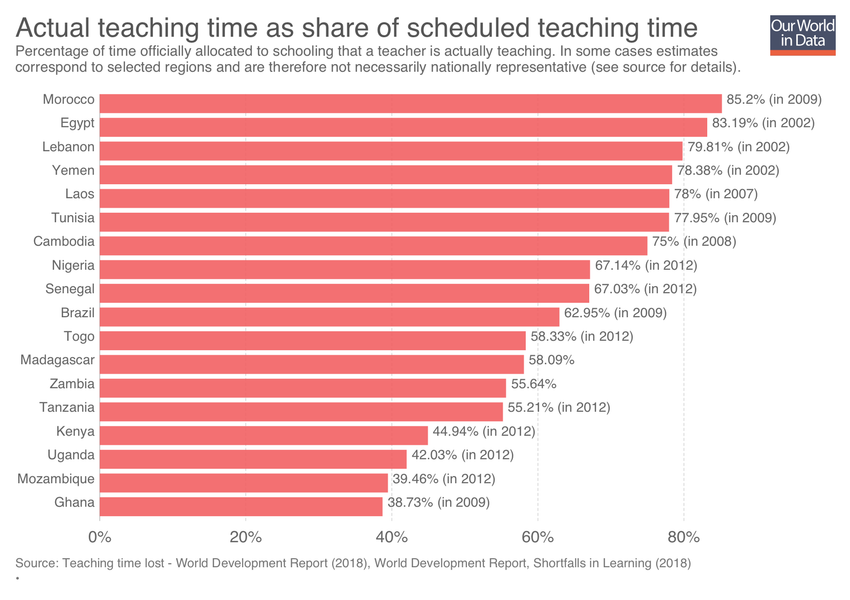 Actual teaching time as share of scheduled teaching time
Our World
in Data
Percentage of time officially allocated to schooling that a teacher is actually teaching. In some cases estimates
correspond to selected regions and are therefore not necessarily nationally representative (see source for details).
Morocco 85.2% (in 2009)
Egypt 83.19% (in 2002)
Lebanon 79.81% (in 2002)
Yemen 78.38% (in 2002)
Laos 78% (in 2007)
Tunisia 77.95% (in 2009)
Cambodia 75% (in 2008)
Nigeria 67.14% (in 2012)
Senegal 67.03% (in 2012)
Brazil 62.95% (in 2009)
Togo 58.33% (in 2012)
Madagascar 58.09%
Zambia 55.64%
Tanzania 55.21% (in 2012)
Kenya 44.94% (in 2012)
Uganda 42.03% (in 2012)
Mozambique 39.46% (in 2012)
Ghana 38.73% (in 2009)
0% 20% 40% 60% 80%
Source: Teaching time lost - World Development Report (2018), World Development Report, Shortfalls in Learning (2018)
•